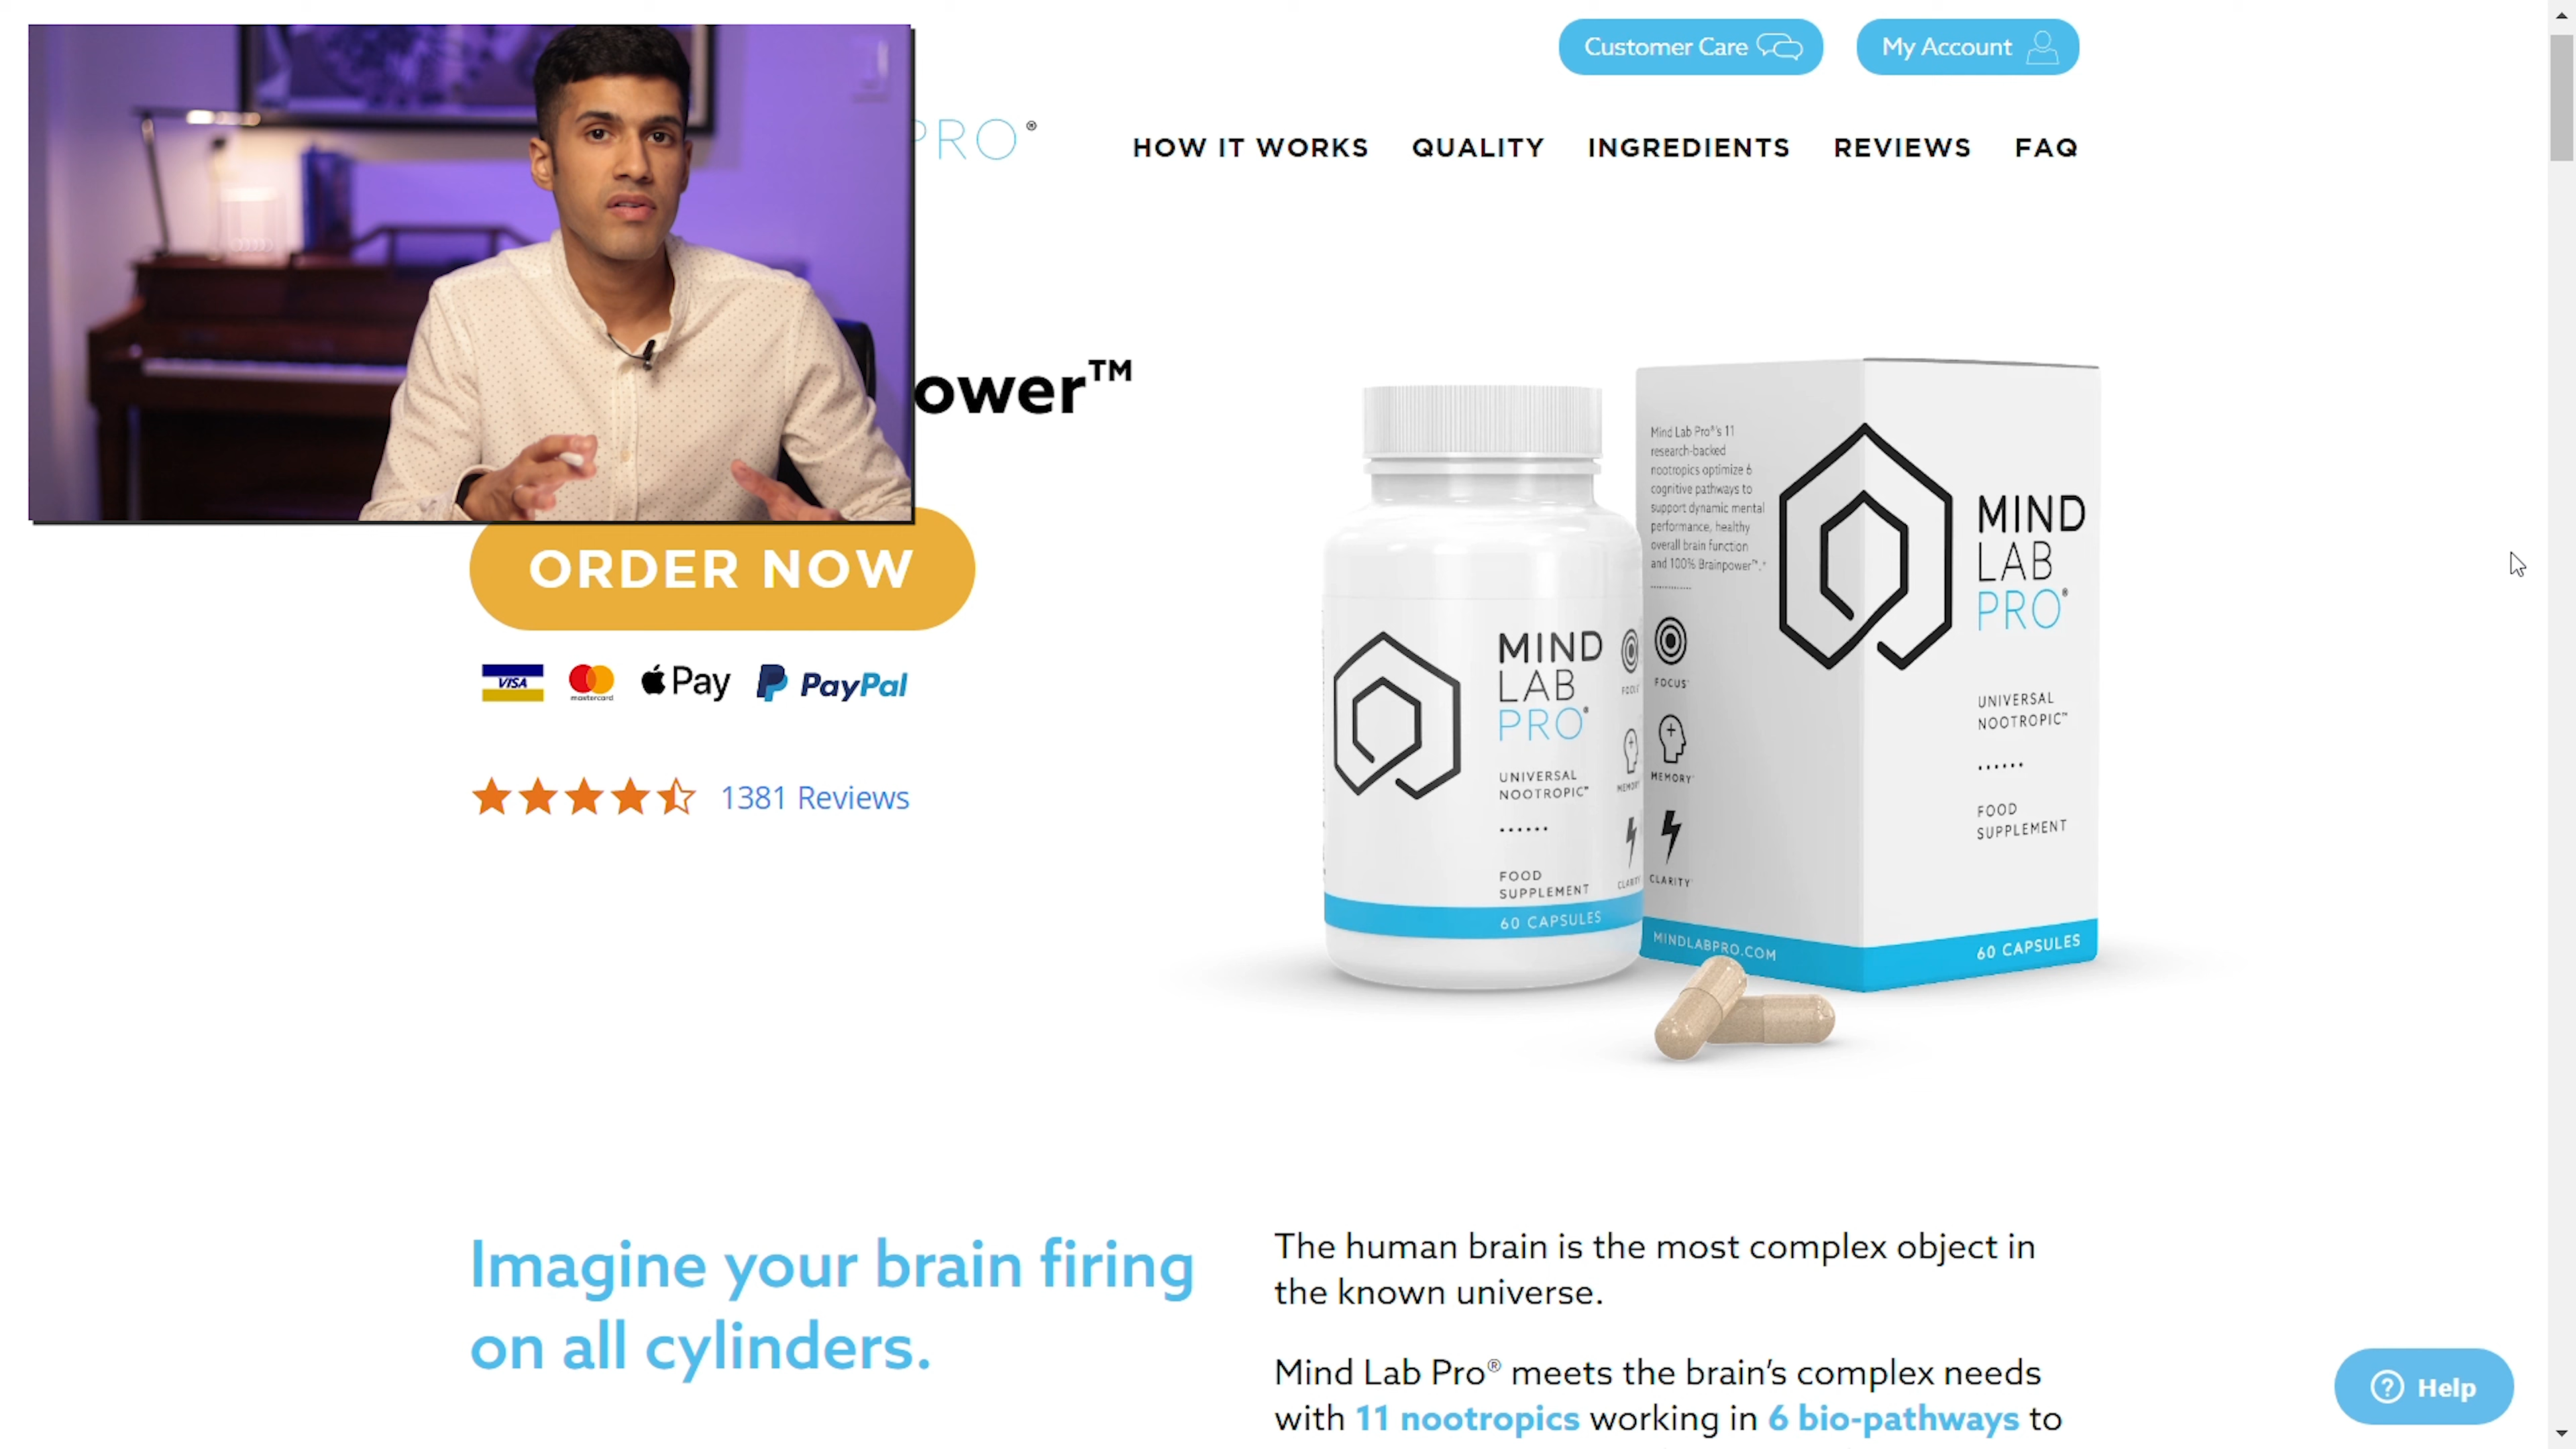 Customer Care
My Account
PRO®
HOW IT WORKS
QUALITY
INGREDIENTS
REVIEWS
FAQ
ower™
ORDER NOW
VISA
mastercard
Pay
PayPal
1381 Reviews
MIND
LAB
PRO®
UNIVERSAL
NOOTROPIC™
FOOD
SUPPLEMENT
60 CAPSULES
FOCUS
MEMORY
CLARITY
Mind Lab Pro®'s 11
research-backed
nootropics optimize 6
cognitive pathways to
support dynamic mental
performance, healthy
overall brain function
and 100% Brainpower™.*
FOCUS
MEMORY
CLARITY
MINDLABPRO.COM
MIND
LAB
PRO®
UNIVERSAL
NOOTROPIC™
FOOD
SUPPLEMENT
60 CAPSULES
Imagine your brain firing
on all cylinders.
The human brain is the most complex object in
the known universe.
Mind Lab Pro® meets the brain's complex needs
with 11 nootropics working in 6 bio-pathways to
? Help